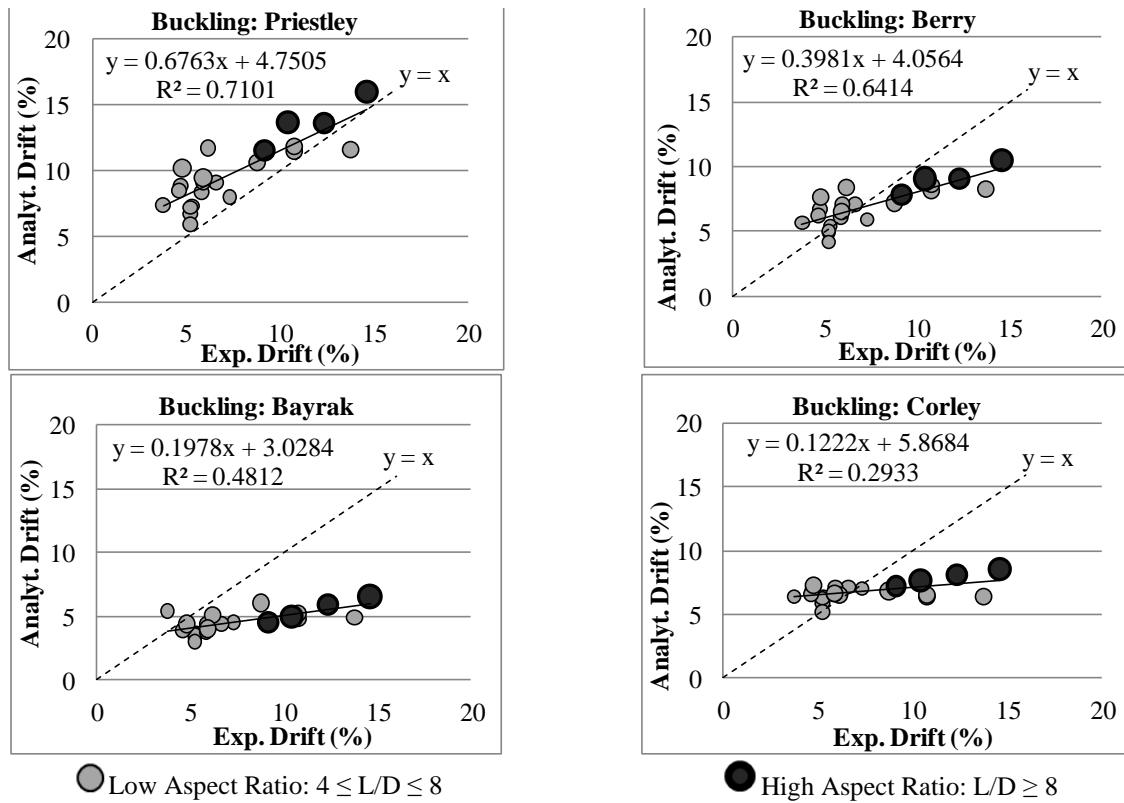 Buckling: Priestley
20
15
10
5
0
0
5
10
15
20
y = 0.6763x + 4.7505
R² = 0.7101
y = x
Analyt. Drift (%)
Exp. Drift (%)
Buckling: Berry
20
15
10
5
0
0
5
10
15
20
y = 0.3981x + 4.0564
R² = 0.6414
y = x
Analyt. Drift (%)
Exp. Drift (%)
Buckling: Bayrak
20
15
10
5
0
0
5
10
15
20
y = 0.1978x + 3.0284
R² = 0.4812
y = x
Analyt. Drift (%)
Exp. Drift (%)
Buckling: Corley
20
15
10
5
0
0
5
10
15
20
y = 0.1222x + 5.8684
R² = 0.2933
y = x
Analyt. Drift (%)
Exp. Drift (%)
Low Aspect Ratio: 4 ≤ L/D ≤ 8
High Aspect Ratio: L/D ≥ 8